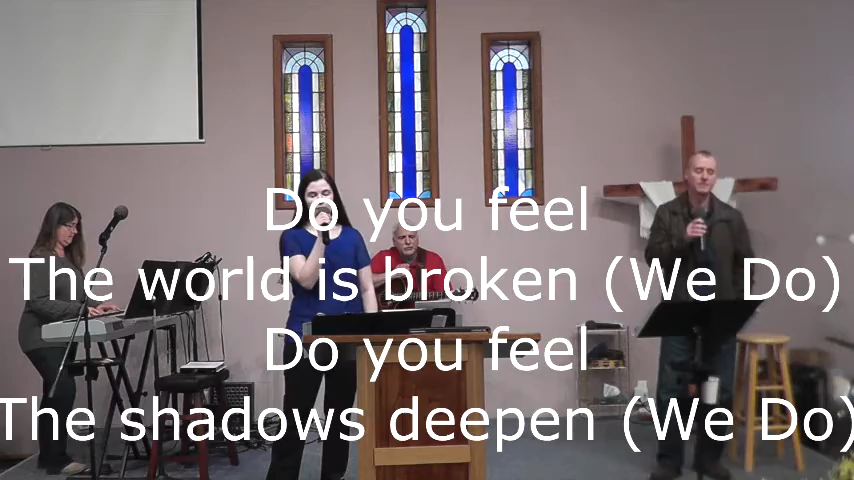 Do you feel
The world is broken (We Do)
Do you feel
The shadows deepen (We Do)